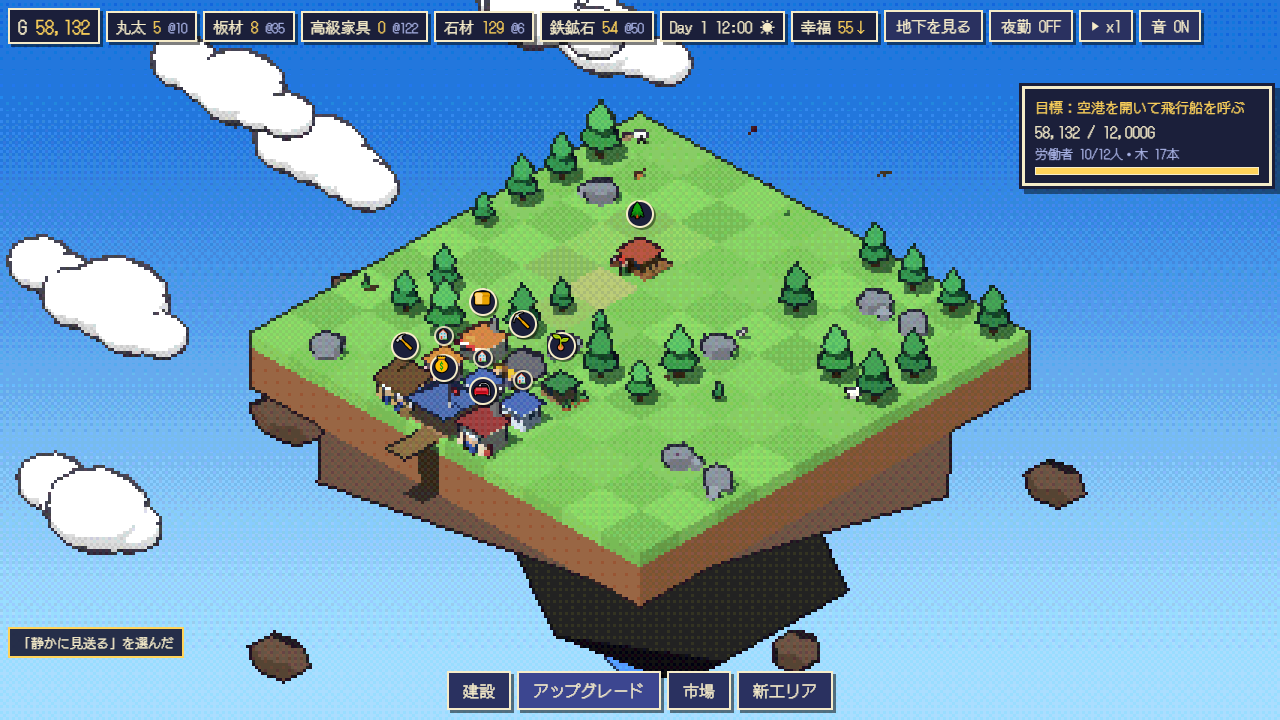 G 58,132
丸太 5 @10
板材 8 @35
高級家具 0 @122
石材 129 @6
鉄鉱石 54 @50
Day 1 12:00
幸福 55↓
地下を見る
夜勤 OFF
▶ x1
音 ON
目標：空港を開いて飛行船を呼ぶ
58,132 / 12,000G
労働者 10/12人・木 17本
「静かに見送る」を選んだ
建設
アップグレード
市場
新エリア